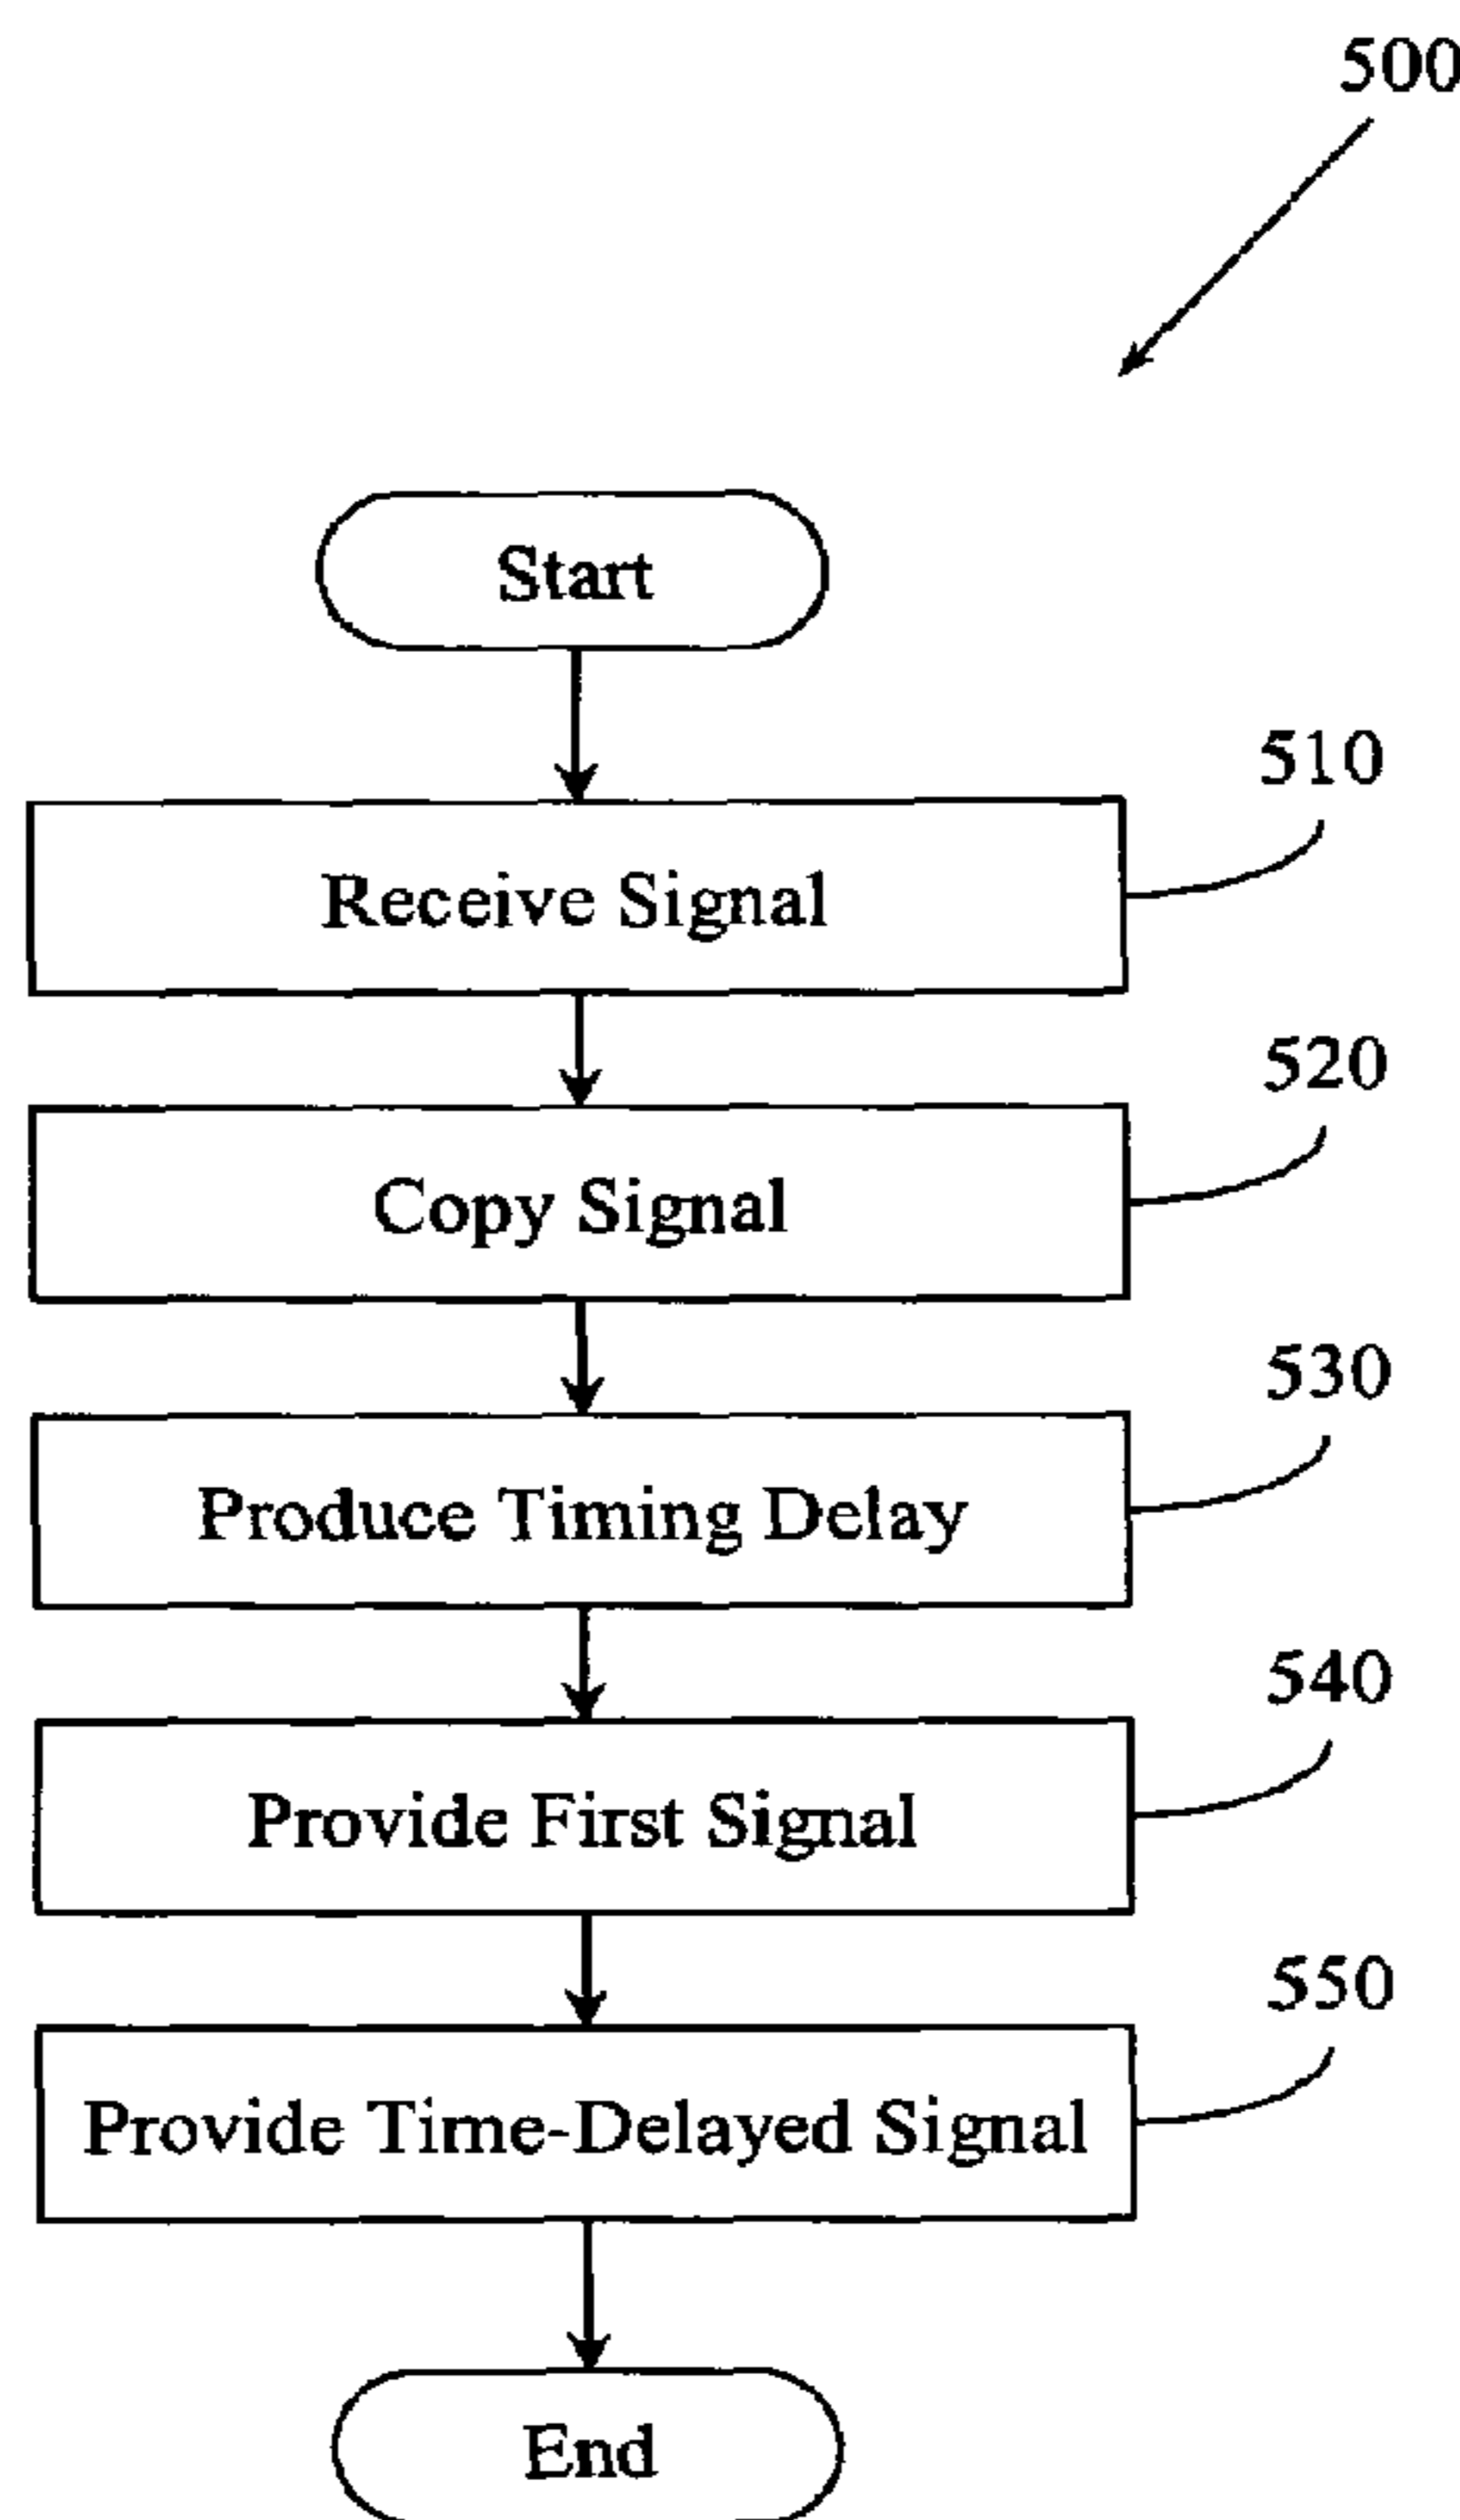 500
Start
510
Receive Signal
520
Copy Signal
530
Produce Timing Delay
540
Provide First Signal
550
Provide Time-Delayed Signal
End